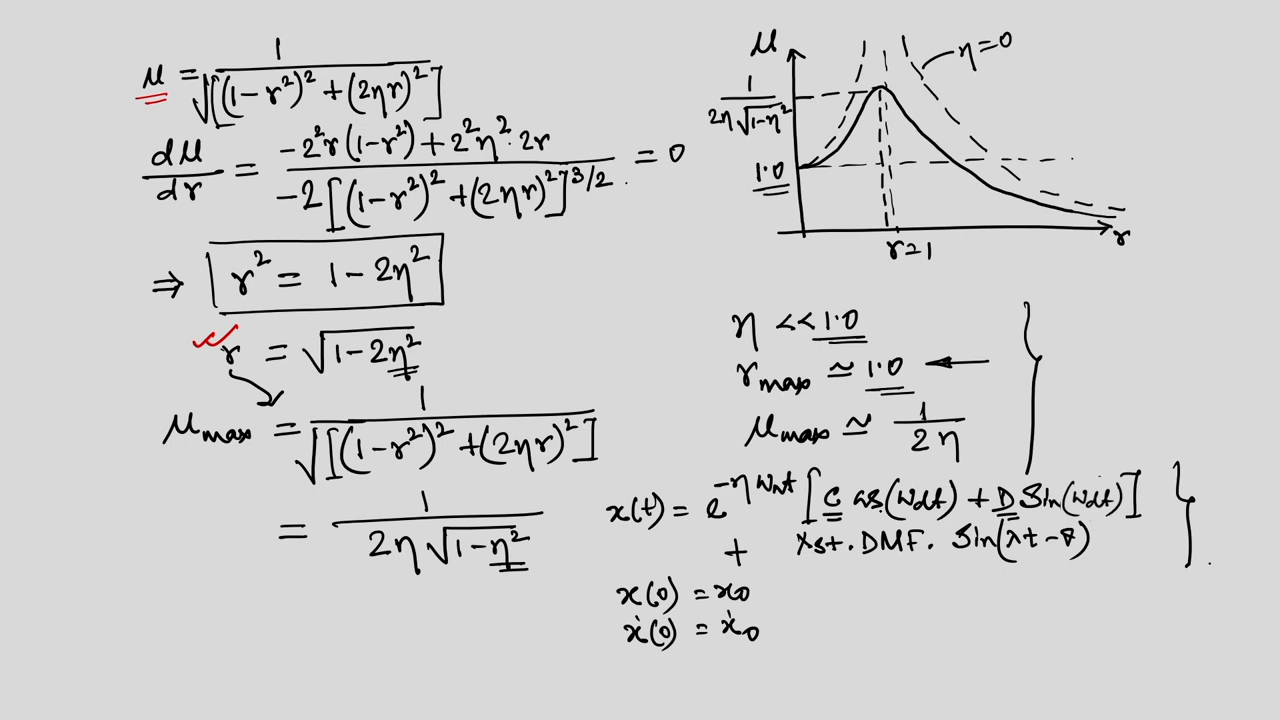 μ = 1/√[(1-r²)² + (2ηr)²]
dμ/dr = (-2²r(1-r²) + 2²η²·2r)/(-2[(1-r²)² + (2ηr)²]^3/2) = 0
⇒ r² = 1-2η²
r = √(1-2η²)
μmax = 1/√[(1-r²)² + (2ηr)²]
= 1/(2η√(1-η²))
μ
η=0
1/(2η√(1-η²))
1.0
r=1
r
η << 1.0
rmax ≃ 1.0 ←
μmax ≃ 1/(2η)
x(t) = e^(-ηωnt) [C cos(ωdt) + D Sin(ωdt)]
+ Xst. DMF. Sin(λt-θ)
x(0) = x0
ẋ(0) = ẋ0